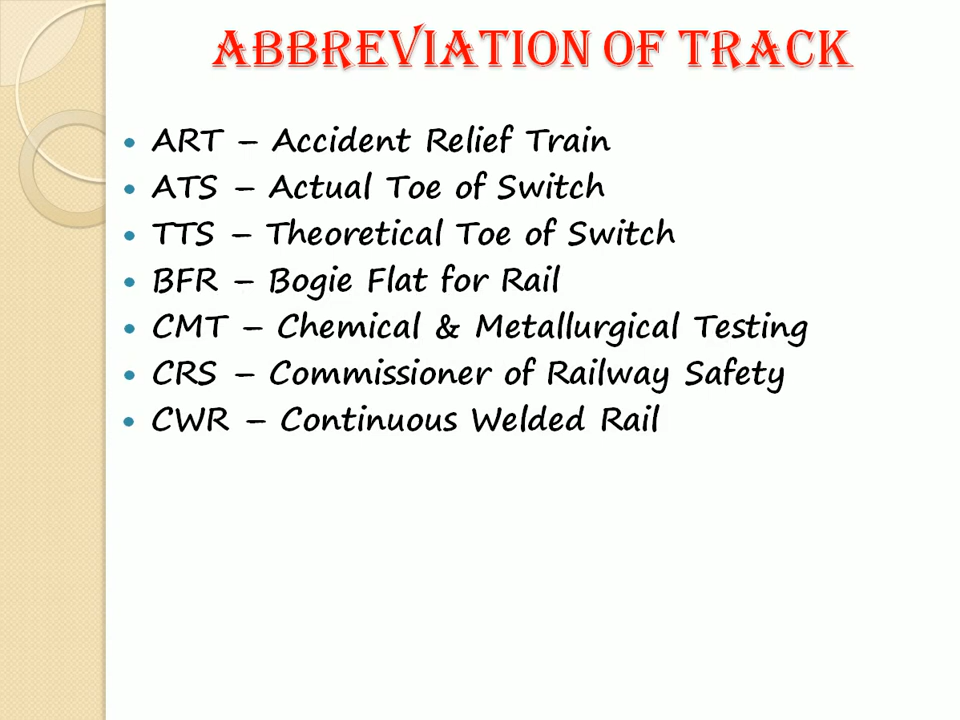 ABBREVIATION OF TRACK
• ART – Accident Relief Train
• ATS – Actual Toe of Switch
• TTS – Theoretical Toe of Switch
• BFR – Bogie Flat for Rail
• CMT – Chemical & Metallurgical Testing
• CRS – Commissioner of Railway Safety
• CWR – Continuous Welded Rail